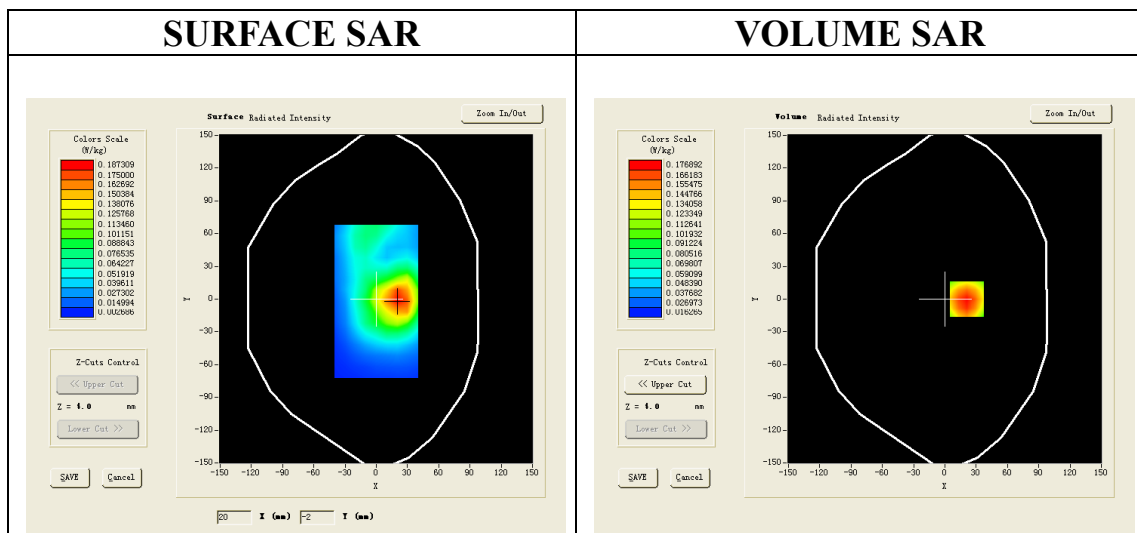 SURFACE SAR
VOLUME SAR
Surface Radiated Intensity
Zoom In/Out
Colors Scale
(W/kg)
0.187309
0.175000
0.162692
0.150384
0.138076
0.125768
0.113460
0.101151
0.088843
0.076535
0.064227
0.051919
0.039611
0.027302
0.014994
0.002686
150
120
90
60
30
0
-30
-60
-90
-120
-150
Y
-150 -120 -90 -60 -30 0 30 60 90 120 150
X
Z-Cuts Control
<< Upper Cut
Z = 4.0 mm
Lower Cut >>
SAVE Cancel
20 X (mm) -2 Y (mm)
Volume Radiated Intensity
Zoom In/Out
Colors Scale
(W/kg)
0.176892
0.166183
0.155475
0.144766
0.134058
0.123349
0.112641
0.101932
0.091224
0.080516
0.069807
0.059099
0.048390
0.037682
0.026973
0.016265
150
120
90
60
30
0
-30
-60
-90
-120
-150
Y
-150 -120 -90 -60 -30 0 30 60 90 120 150
X
Z-Cuts Control
<< Upper Cut
Z = 4.0 mm
Lower Cut >>
SAVE Cancel